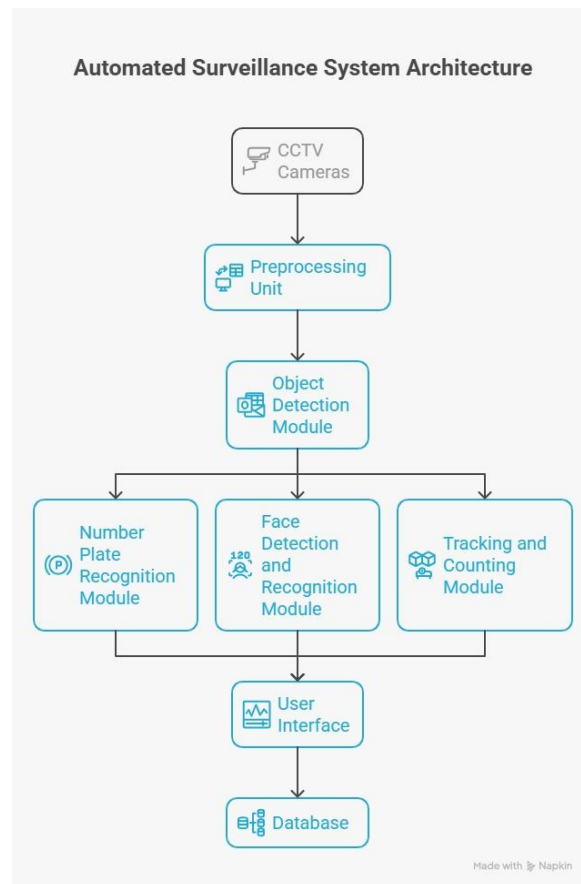 Automated Surveillance System Architecture
CCTV
Cameras
Preprocessing
Unit
Object
Detection
Module
Number
Plate
Recognition
Module
P
Face
Detection
and
Recognition
Module
120
Tracking and
Counting
Module
User
Interface
Database
Made with Napkin